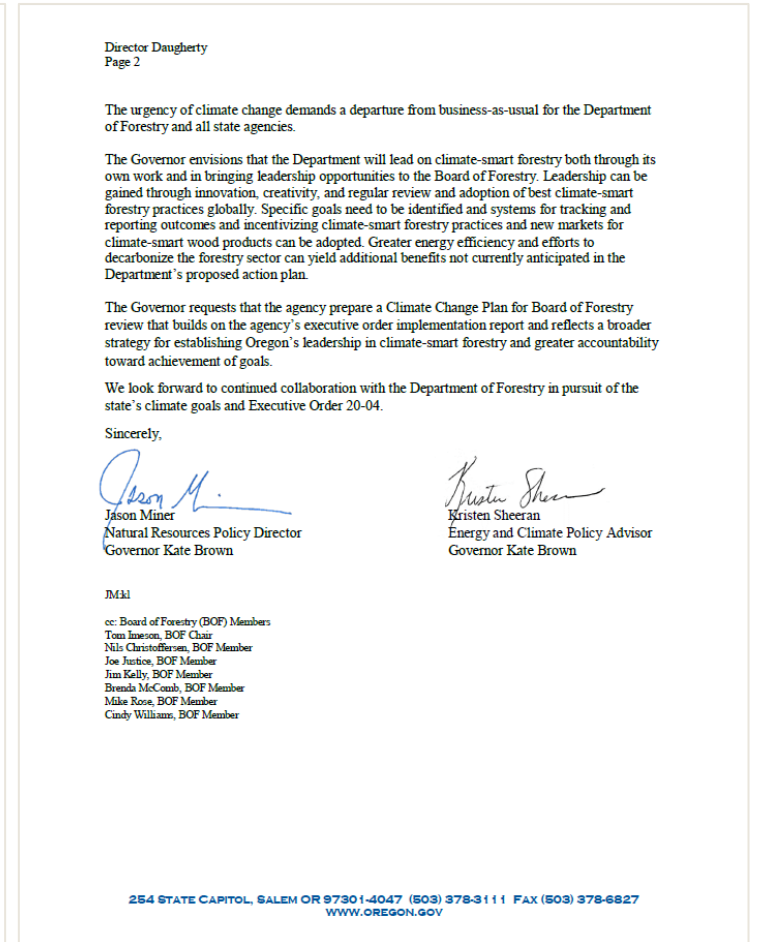 Director Daugherty
Page 2
The urgency of climate change demands a departure from business-as-usual for the Department
of Forestry and all state agencies.
The Governor envisions that the Department will lead on climate-smart forestry both through its
own work and in bringing leadership opportunities to the Board of Forestry. Leadership can be
gained through innovation, creativity, and regular review and adoption of best climate-smart
forestry practices globally. Specific goals need to be identified and systems for tracking and
reporting outcomes and incentivizing climate-smart forestry practices and new markets for
climate-smart wood products can be adopted. Greater energy efficiency and efforts to
decarbonize the forestry sector can yield additional benefits not currently anticipated in the
Department's proposed action plan.
The Governor requests that the agency prepare a Climate Change Plan for Board of Forestry
review that builds on the agency's executive order implementation report and reflects a broader
strategy for establishing Oregon's leadership in climate-smart forestry and greater accountability
toward achievement of goals.
We look forward to continued collaboration with the Department of Forestry in pursuit of the
state's climate goals and Executive Order 20-04.
Sincerely,
Jason M. Kristen Sheeran
Jason Miner Kristen Sheeran
Natural Resources Policy Director Energy and Climate Policy Advisor
Governor Kate Brown Governor Kate Brown
JM:kl
cc: Board of Forestry (BOF) Members
Tom Imeson, BOF Chair
Nils Christoffersen, BOF Member
Joe Justice, BOF Member
Jim Kelly, BOF Member
Brenda McComb, BOF Member
Mike Rose, BOF Member
Cindy Williams, BOF Member
254 STATE CAPITOL, SALEM OR 97301-4047 (503) 378-3111 FAX (503) 378-6827
WWW.OREGON.GOV